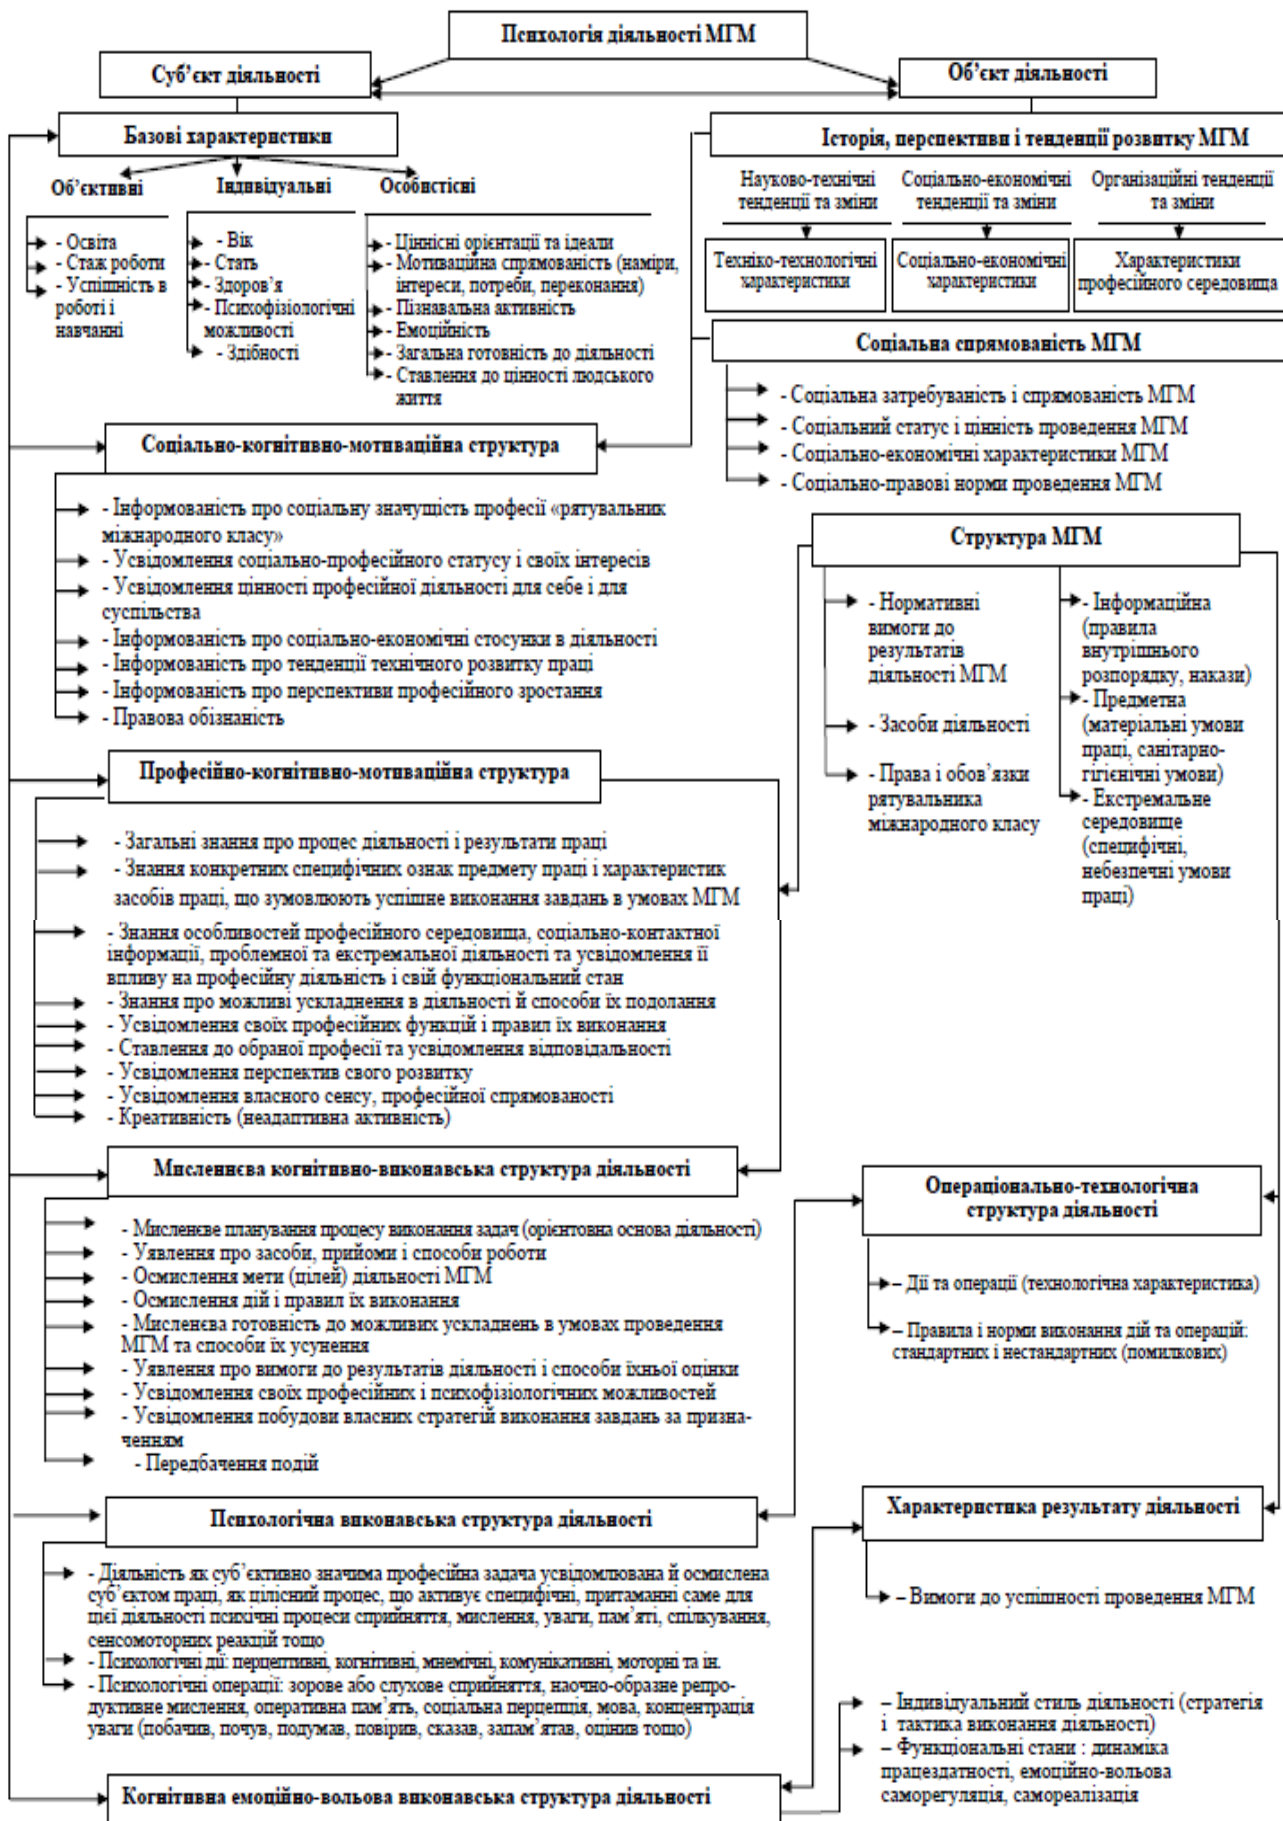 Психологія діяльності МГМ
Суб’єкт діяльності
Об’єкт діяльності
Базові характеристики
Об’єктивні
Індивідуальні
Особистісні
- Освіта
- Стаж роботи
- Успішність в
роботі і
навчанні
- Вік
- Стать
- Здоров’я
- Психофізіологічні
можливості
- Здібності
- Ціннісні орієнтації та ідеали
- Мотиваційна спрямованість (наміри,
інтереси, потреби, переконання)
- Пізнавальна активність
- Емоційність
- Загальна готовність до діяльності
- Ставлення до цінності людського
життя
Історія, перспективи і тенденції розвитку МГМ
Науково-технічні
тенденції та зміни
Соціально-економічні
тенденції та зміни
Організаційні тенденції
та зміни
Техніко-технологічні
характеристики
Соціально-економічні
характеристики
Характеристики
професійного середовища
Соціальна спрямованість МГМ
- Соціальна затребуваність і спрямованість МГМ
- Соціальний статус і цінність проведення МГМ
- Соціально-економічні характеристики МГМ
- Соціально-правові норми проведення МГМ
Соціально-когнітивно-мотиваційна структура
- Інформованість про соціальну значущість професії «рятувальник
міжнародного класу»
- Усвідомлення соціально-професійного статусу і своїх інтересів
- Усвідомлення цінності професійної діяльності для себе і для
суспільства
- Інформованість про соціально-економічні стосунки в діяльності
- Інформованість про тенденції технічного розвитку праці
- Інформованість про перспективи професійного зростання
- Правова обізнаність
Структура МГМ
- Нормативні
вимоги до
результатів
діяльності МГМ
- Засоби діяльності
- Права і обов’язки
рятувальника
міжнародного класу
- Інформаційна
(правила
внутрішнього
розпорядку, накази)
- Предметна
(матеріальні умови
праці, санітарно-
гігієнічні умови)
- Екстремальне
середовище
(специфічні,
небезпечні умови
праці)
Професійно-когнітивно-мотиваційна структура
- Загальні знання про процес діяльності і результати праці
- Знання конкретних специфічних ознак предмету праці і характеристик
засобів праці, що зумовлюють успішне виконання завдань в умовах МГМ
- Знання особливостей професійного середовища, соціально-контактної
інформації, проблемної та екстремальної діяльності та усвідомлення її
впливу на професійну діяльність і свій функціональний стан
- Знання про можливі ускладнення в діяльності й способи їх подолання
- Усвідомлення своїх професійних функцій і правил їх виконання
- Ставлення до обраної професії та усвідомлення відповідальності
- Усвідомлення перспектив свого розвитку
- Усвідомлення власного сенсу, професійної спрямованості
- Креативність (неадаптивна активність)
Мисленнєва когнітивно-виконавська структура діяльності
- Мисленєве планування процесу виконання задач (орієнтовна основа діяльності)
- Уявлення про засоби, прийоми і способи роботи
- Осмислення мети (цілей) діяльності МГМ
- Осмислення дій і правил їх виконання
- Мисленєва готовність до можливих ускладнень в умовах проведення
МГМ та способи їх усунення
- Уявлення про вимоги до результатів діяльності і способи їхньої оцінки
- Усвідомлення своїх професійних і психофізіологічних можливостей
- Усвідомлення побудови власних стратегій виконання завдань за призна-
ченням
- Передбачення подій
Операціонально-технологічна
структура діяльності
– Дії та операції (технологічна характеристика)
– Правила і норми виконання дій та операцій:
стандартних і нестандартних (помилкових)
Психологічна виконавська структура діяльності
- Діяльність як суб’єктивно значима професійна задача усвідомлювана й осмислена
суб’єктом праці, як цілісний процес, що активує специфічні, притаманні саме для
цієї діяльності психічні процеси сприйняття, мислення, уваги, пам’яті, спілкування,
сенсомоторних реакцій тощо
- Психологічні дії: перцептивні, когнітивні, мнемічні, комунікативні, моторні та ін.
- Психологічні операції: зорове або слухове сприйняття, наочно-образне репро-
дуктивне мислення, оперативна пам’ять, соціальна перцепція, мова, концентрація
уваги (побачив, почув, подумав, повірив, сказав, запам’ятав, оцінив тощо)
Характеристика результату діяльності
– Вимоги до успішності проведення МГМ
Когнітивна емоційно-вольова виконавська структура діяльності
– Індивідуальний стиль діяльності (стратегія
і тактика виконання діяльності)
– Функціональні стани : динаміка
працездатності, емоційно-вольова
саморегуляція, самореалізація